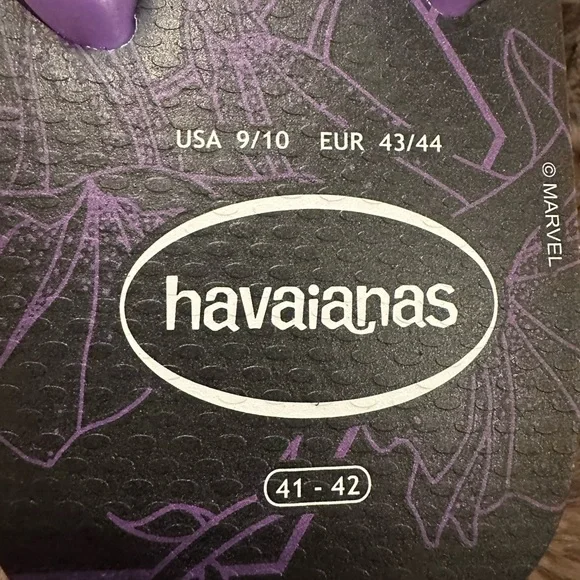 USA 9/10 EUR 43/44
© MARVEL
havaianas
41 - 42